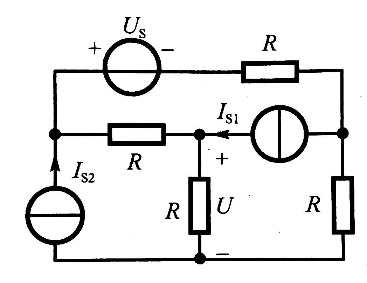 U_S
+ −
R
I_S1
R
+
I_S2
R U
R
−